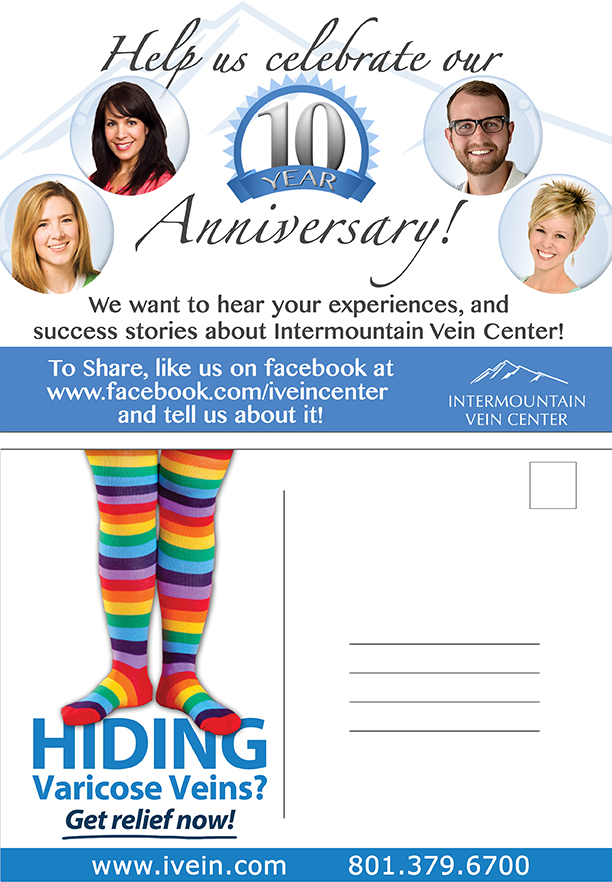 Help us celebrate our
10
YEAR
Anniversary!
We want to hear your experiences, and
success stories about Intermountain Vein Center!
To Share, like us on facebook at
www.facebook.com/iveincenter
and tell us about it!
INTERMOUNTAIN
VEIN CENTER
HIDING
Varicose Veins?
Get relief now!
www.ivein.com
801.379.6700